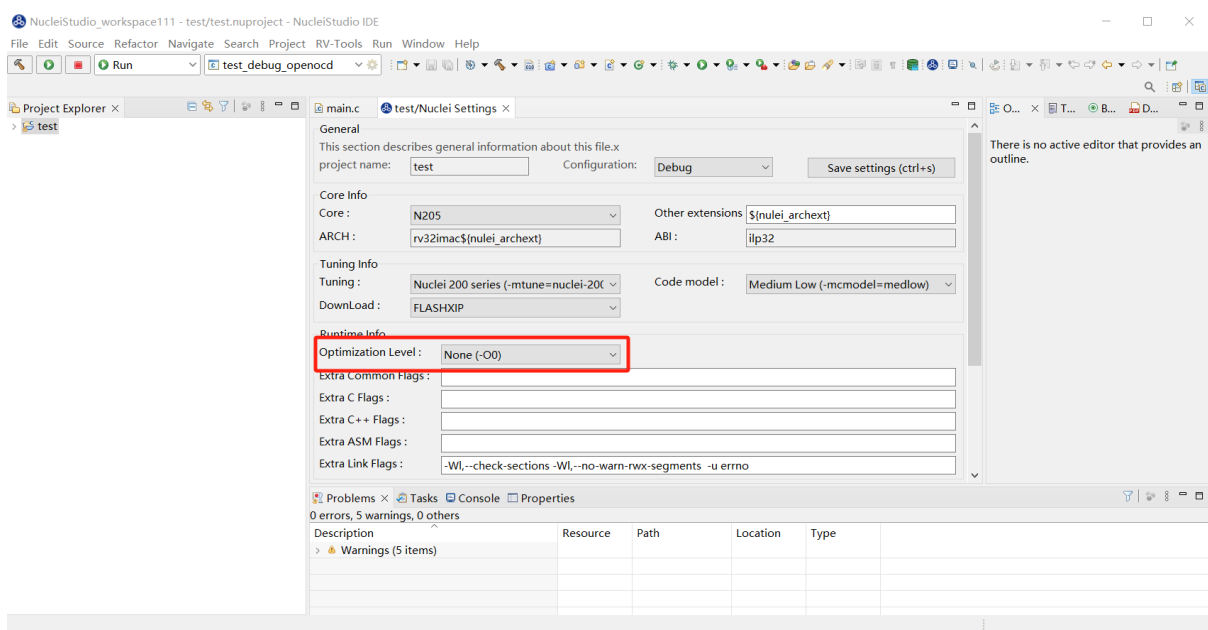 NucleiStudio_workspace111 - test/test.nuproject - NucleiStudio IDE
File Edit Source Refactor Navigate Search Project RV-Tools Run Window Help
Run test_debug_openocd
Project Explorer
main.c test/Nuclei Settings
O... T... B... D...
test
General
This section describes general information about this file.x
project name: test Configuration: Debug Save settings (ctrl+s)
Core Info
Core : N205 Other extensions ${nulei_archext}
ARCH : rv32imac${nulei_archext} ABI : ilp32
Tuning Info
Tuning : Nuclei 200 series (-mtune=nuclei-20( Code model : Medium Low (-mcmodel=medlow)
DownLoad : FLASHXIP
Runtime Info
Optimization Level : None (-O0)
Extra Common Flags :
Extra C Flags :
Extra C++ Flags :
Extra ASM Flags :
Extra Link Flags : -Wl,--check-sections -Wl,--no-warn-rwx-segments -u errno
There is no active editor that provides an
outline.
Problems Tasks Console Properties
0 errors, 5 warnings, 0 others
Description Resource Path Location Type
Warnings (5 items)